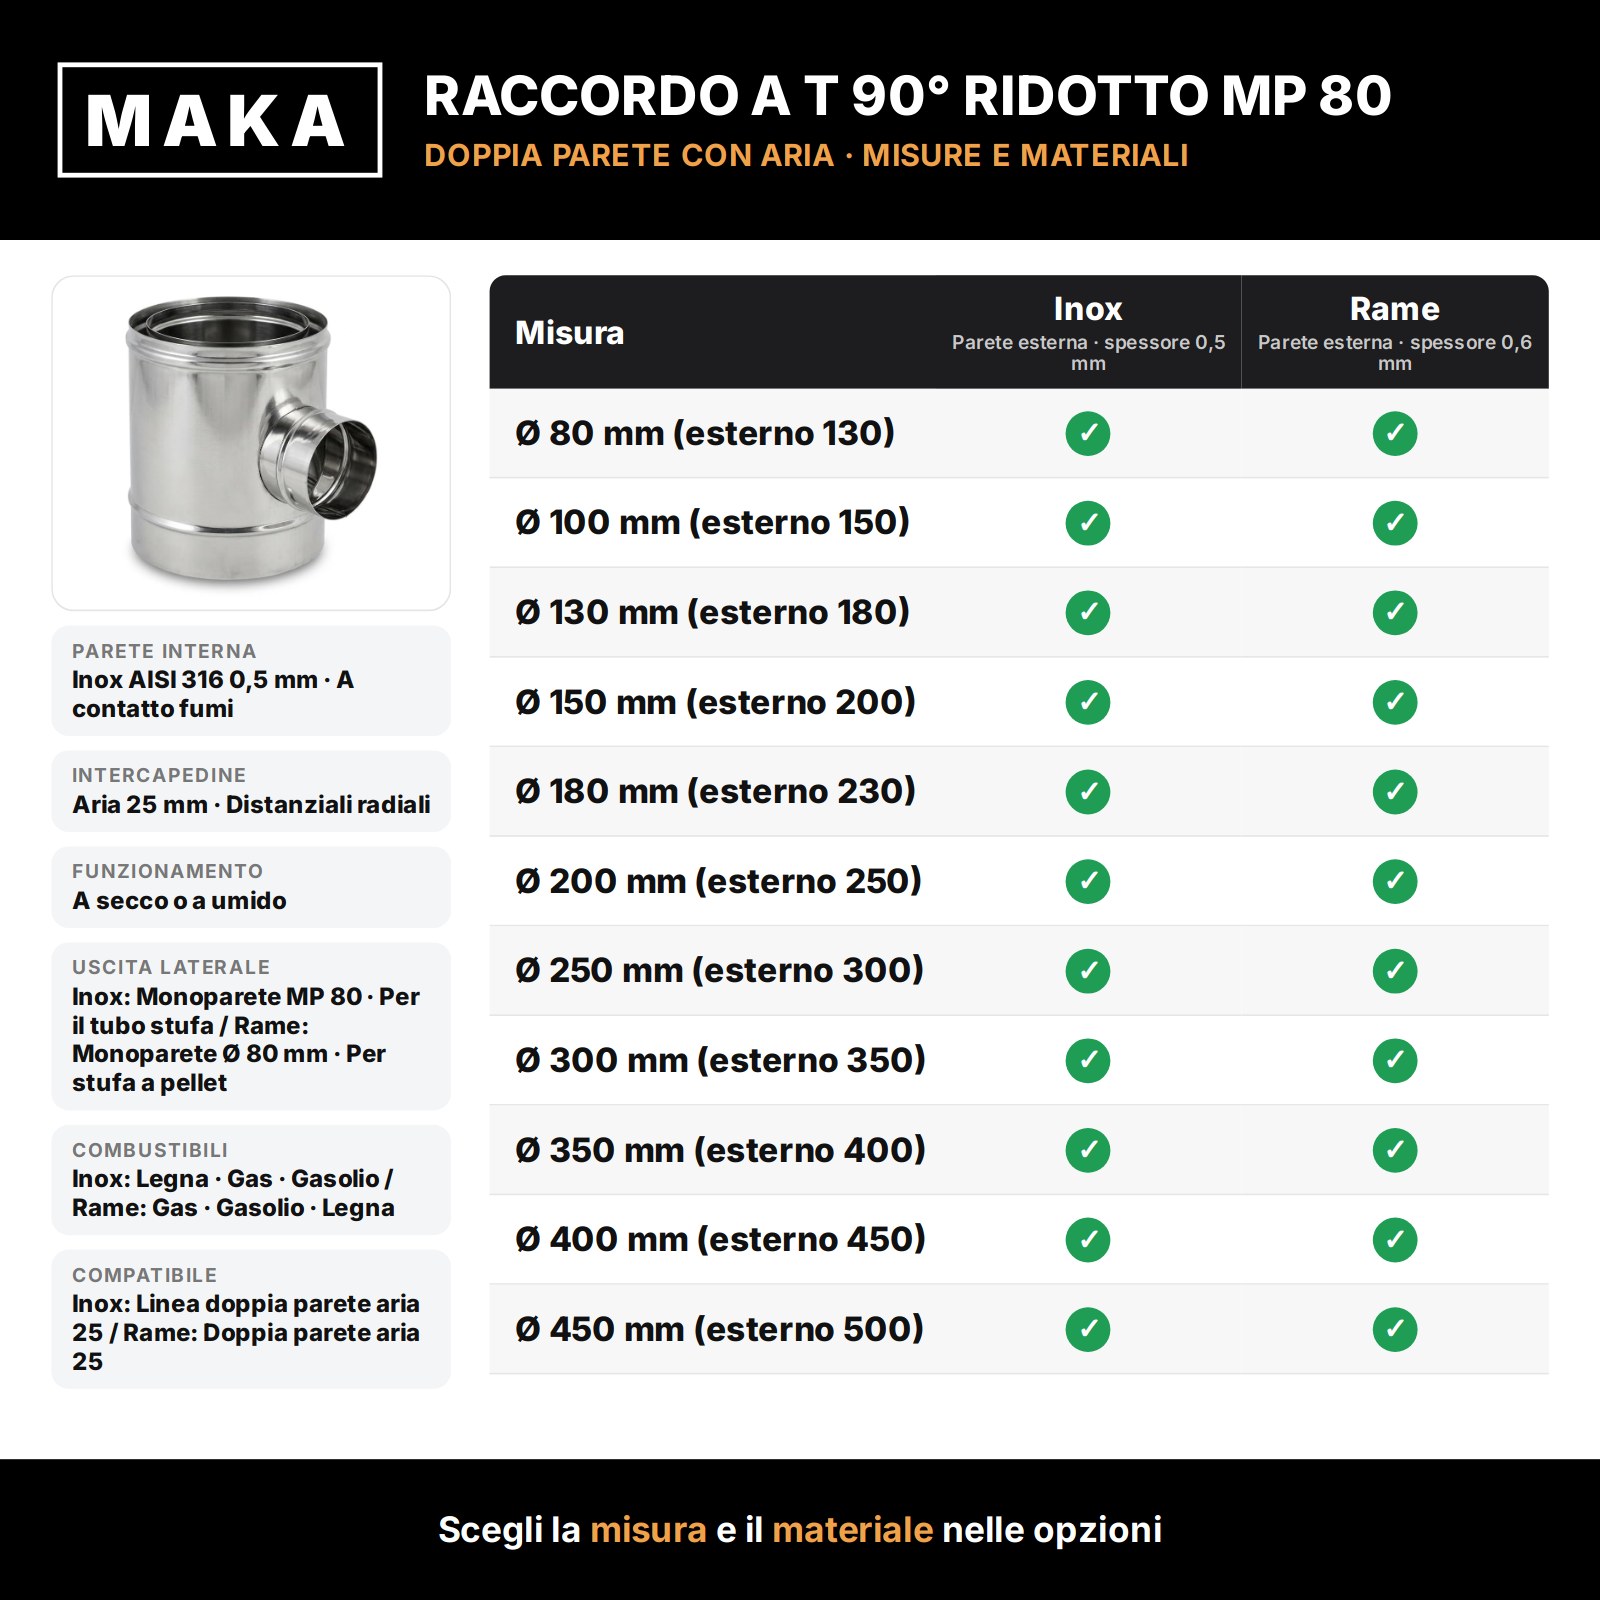 MAKA
RACCORDO A T 90° RIDOTTO MP 80
DOPPIA PARETE CON ARIA · MISURE E MATERIALI
PARETE INTERNA
Inox AISI 316 0,5 mm · A
contatto fumi
INTERCAPEDINE
Aria 25 mm · Distanziali radiali
FUNZIONAMENTO
A secco o a umido
USCITA LATERALE
Inox: Monoparete MP 80 · Per
il tubo stufa / Rame:
Monoparete Ø 80 mm · Per
stufa a pellet
COMBUSTIBILI
Inox: Legna · Gas · Gasolio /
Rame: Gas · Gasolio · Legna
COMPATIBILE
Inox: Linea doppia parete aria
25 / Rame: Doppia parete aria
25
Misura
Inox
Parete esterna · spessore 0,5
mm
Rame
Parete esterna · spessore 0,6
mm
Ø 80 mm (esterno 130) ✓ ✓
Ø 100 mm (esterno 150) ✓ ✓
Ø 130 mm (esterno 180) ✓ ✓
Ø 150 mm (esterno 200) ✓ ✓
Ø 180 mm (esterno 230) ✓ ✓
Ø 200 mm (esterno 250) ✓ ✓
Ø 250 mm (esterno 300) ✓ ✓
Ø 300 mm (esterno 350) ✓ ✓
Ø 350 mm (esterno 400) ✓ ✓
Ø 400 mm (esterno 450) ✓ ✓
Ø 450 mm (esterno 500) ✓ ✓
Scegli la misura e il materiale nelle opzioni